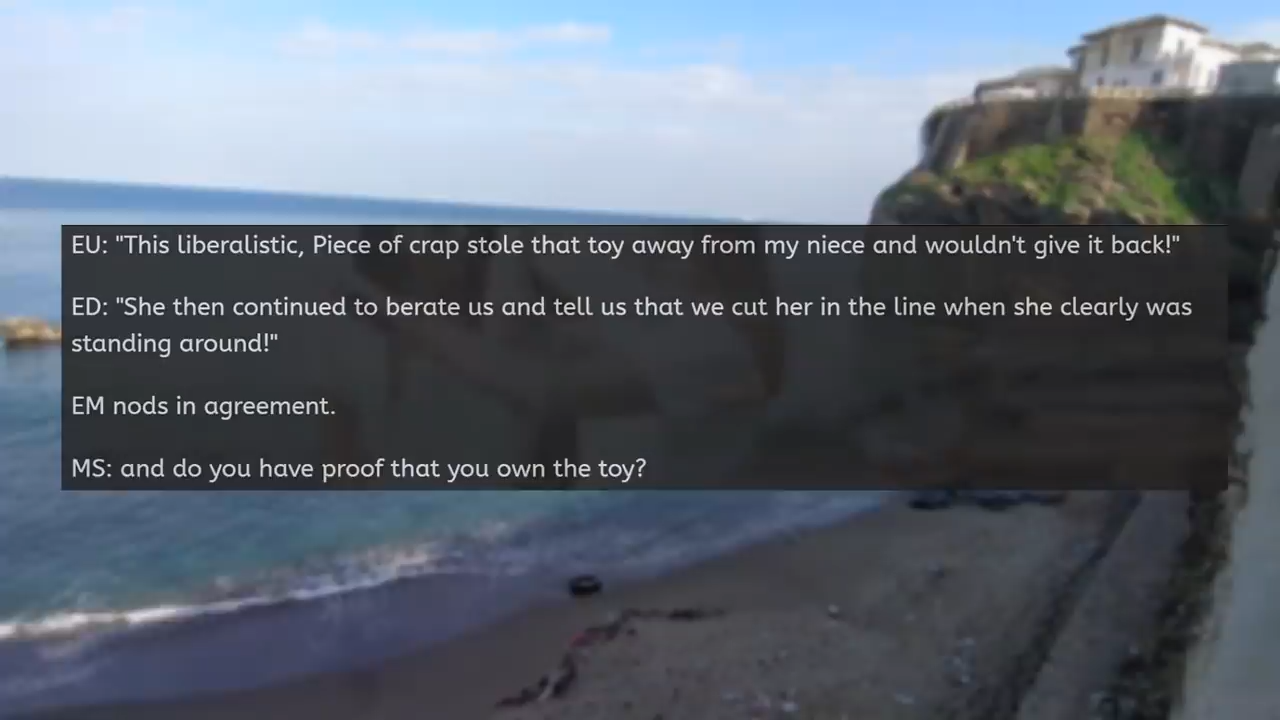 EU: "This liberalistic, Piece of crap stole that toy away from my niece and wouldn't give it back!"
ED: "She then continued to berate us and tell us that we cut her in the line when she clearly was
standing around!"
EM nods in agreement.
MS: and do you have proof that you own the toy?